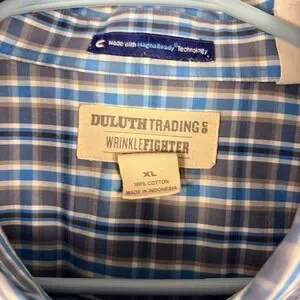 Made with MagnaReady® Technology
DULUTH TRADING CO
WRINKLEFIGHTER
XL
100% COTTON
MADE IN INDONESIA